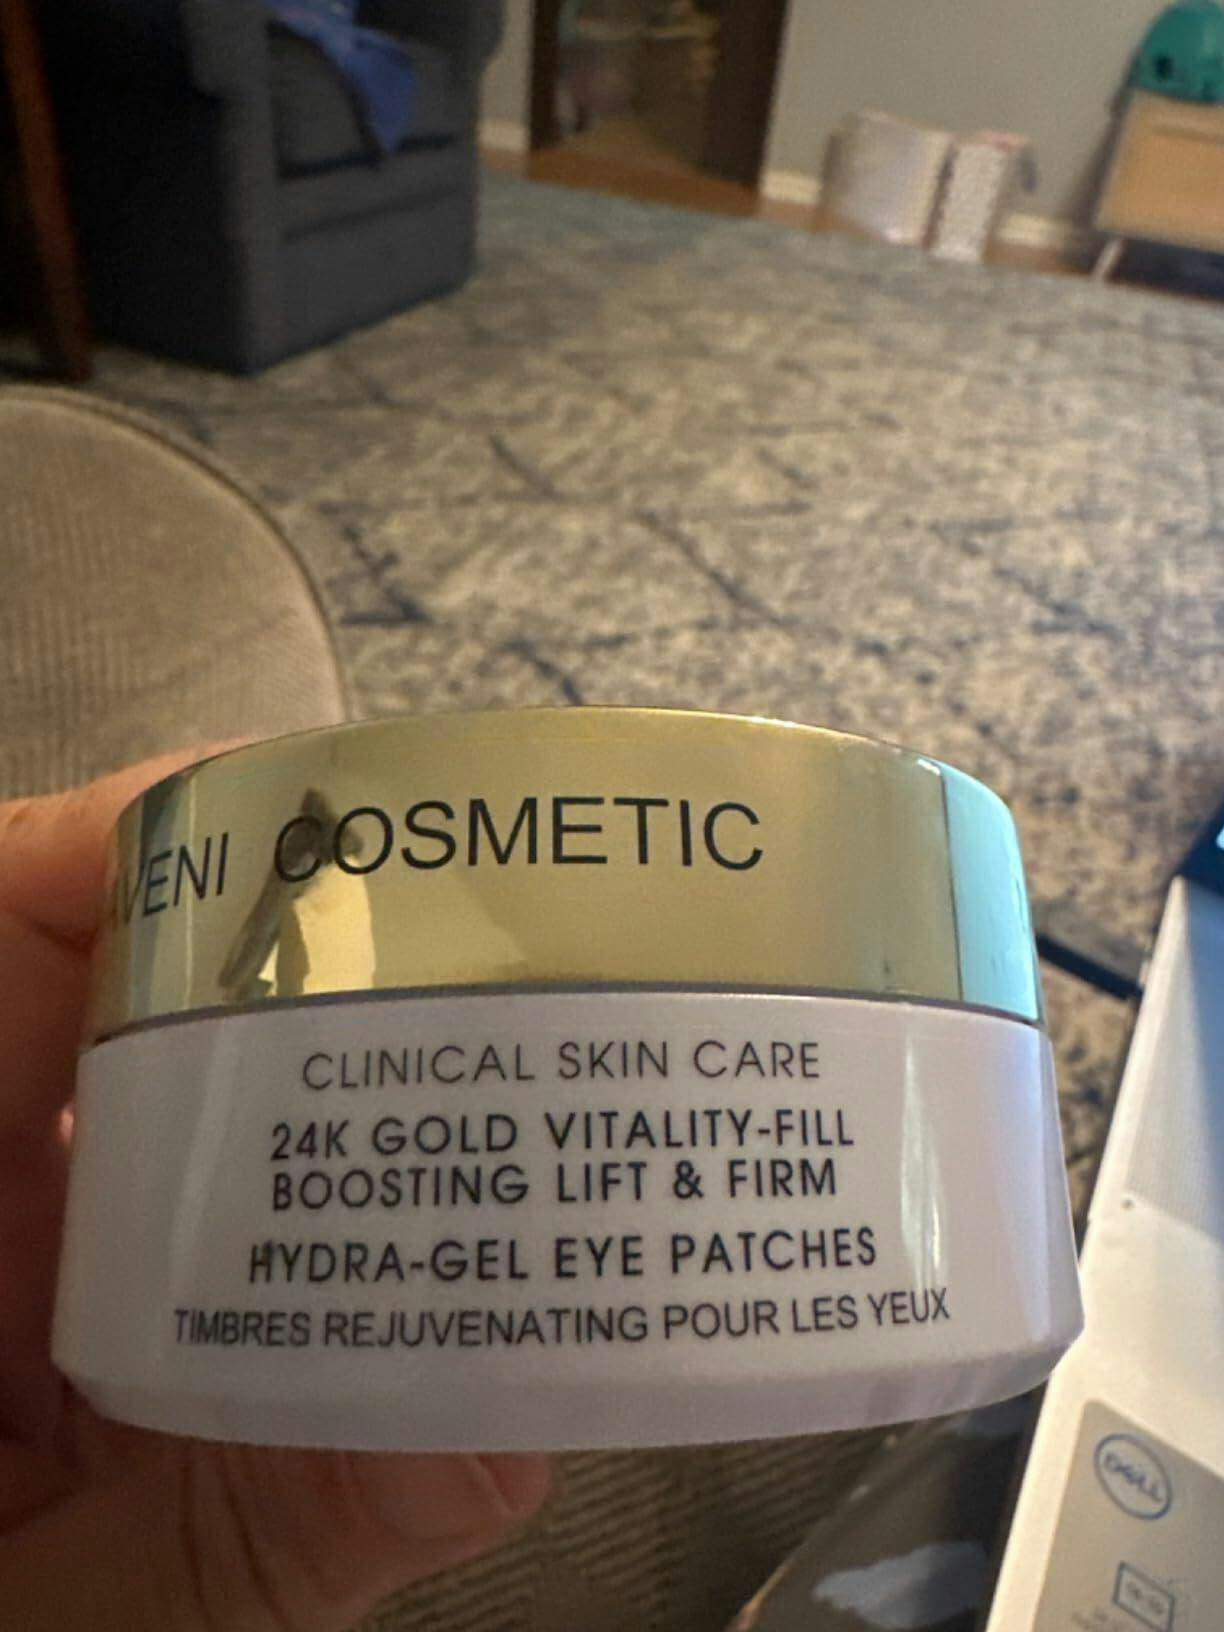 COSMETIC
CLINICAL SKIN CARE
24K GOLD VITALITY-FILL
BOOSTING LIFT & FIRM
HYDRA-GEL EYE PATCHES
TIMBRES REJUVENATING POUR LES YEUX
DELL